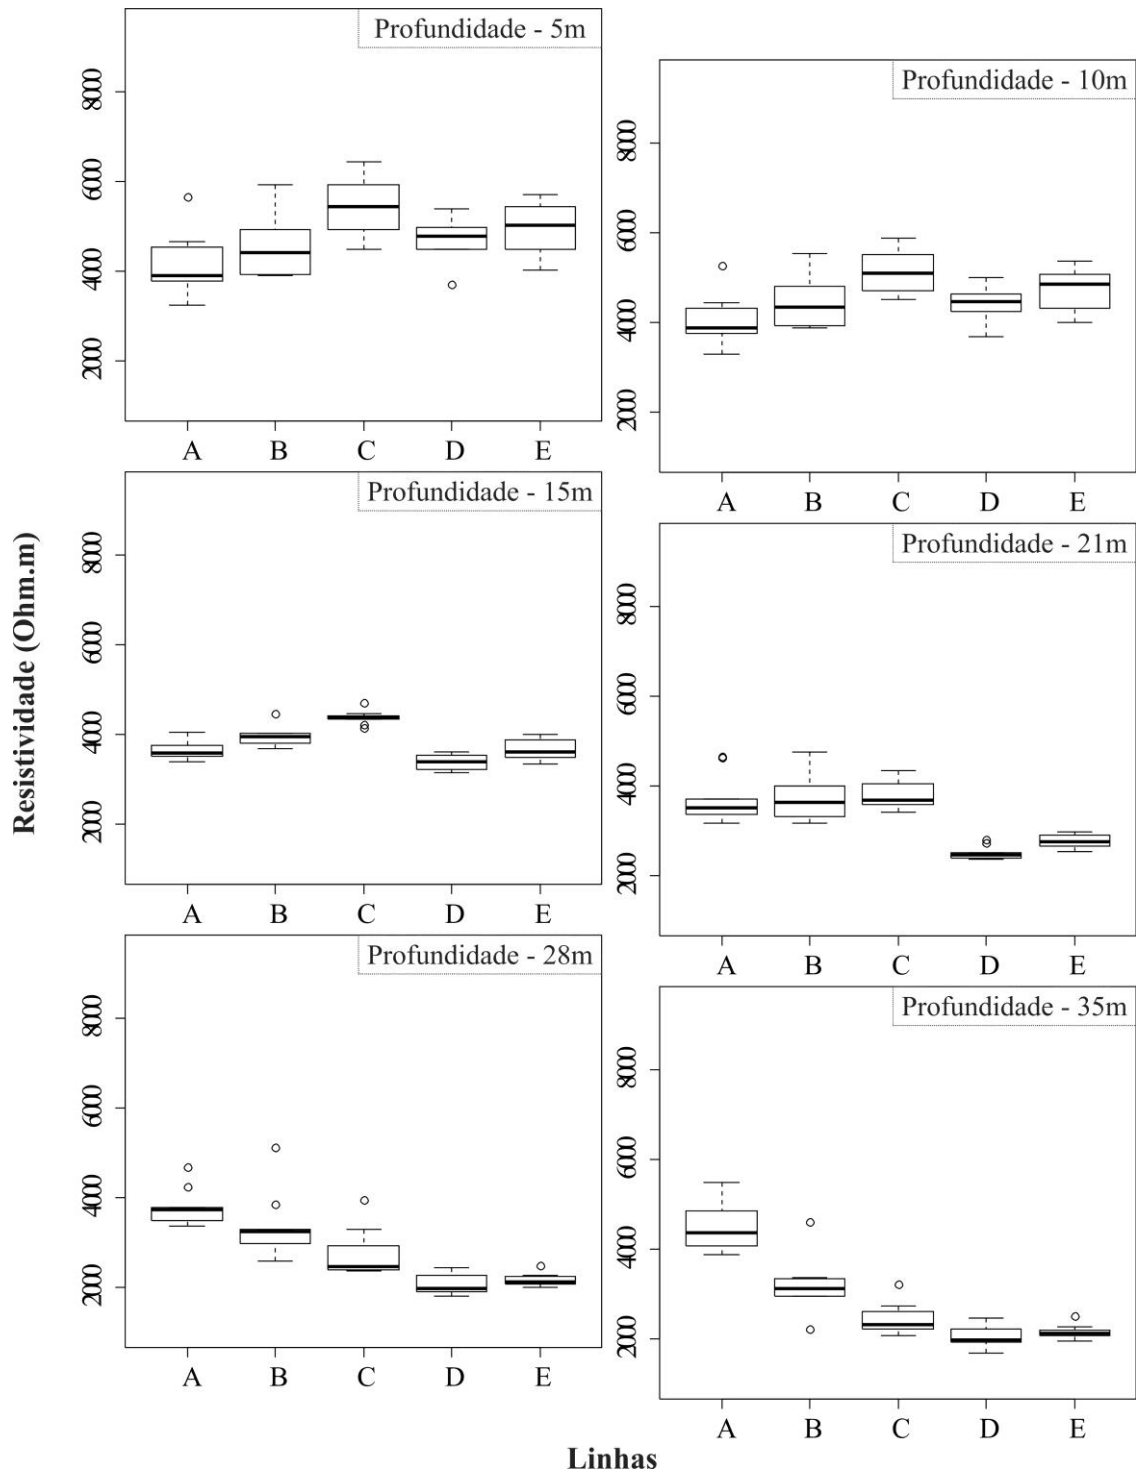 Profundidade - 5m
8000
6000
4000
2000
A B C D E
Profundidade - 10m
8000
6000
4000
2000
A B C D E
Profundidade - 15m
8000
6000
4000
2000
A B C D E
Profundidade - 21m
8000
6000
4000
2000
A B C D E
Profundidade - 28m
8000
6000
4000
2000
A B C D E
Profundidade - 35m
8000
6000
4000
2000
A B C D E
Resistividade (Ohm.m)
Linhas